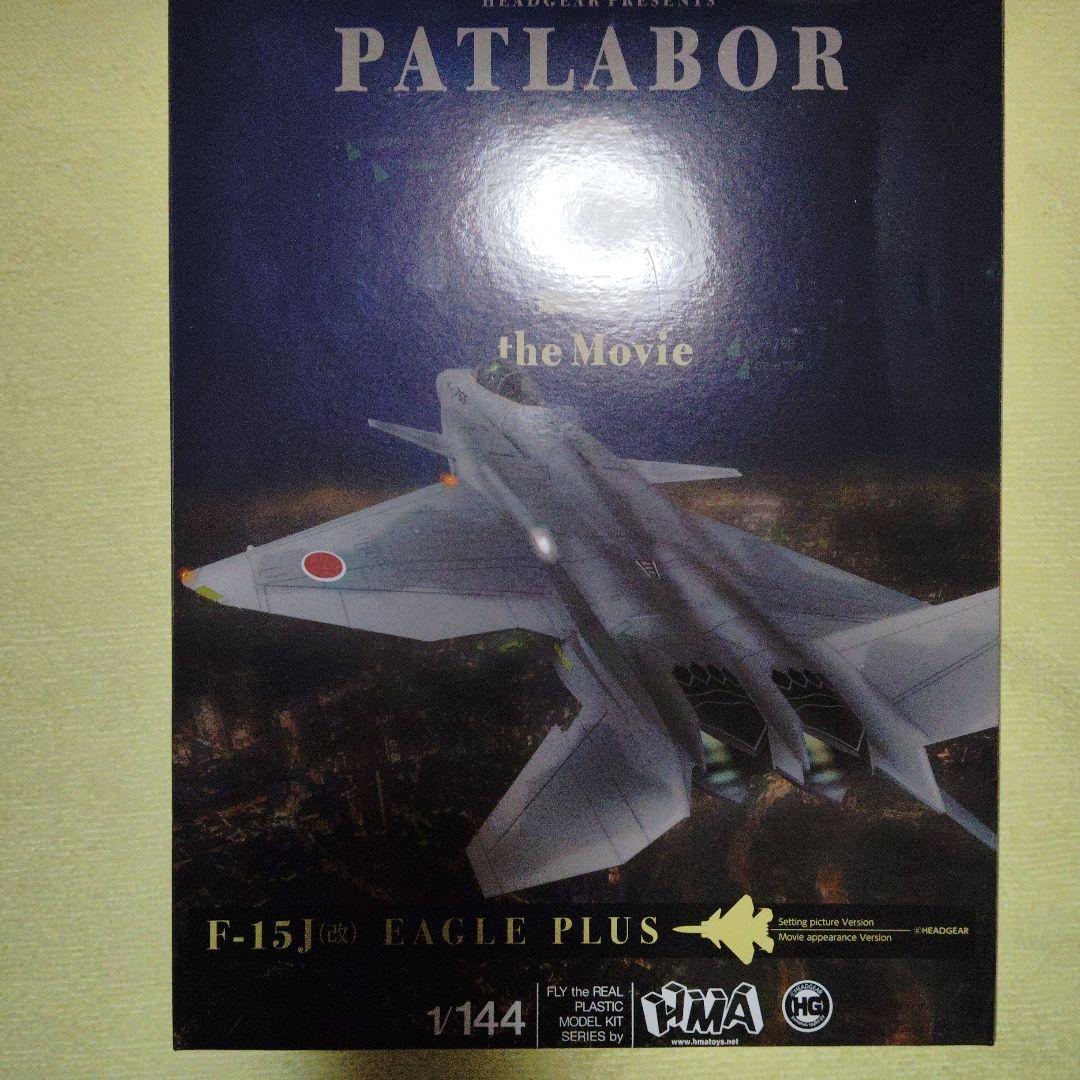 HEADGEAR PRESENTS
PATLABOR
the Movie
F-15J(改) EAGLE PLUS
Setting picture Version
Movie appearance Version
©HEADGEAR
1/144
FLY the REAL
PLASTIC
MODEL KIT
SERIES by
HMA
www.hmatoys.net
HG